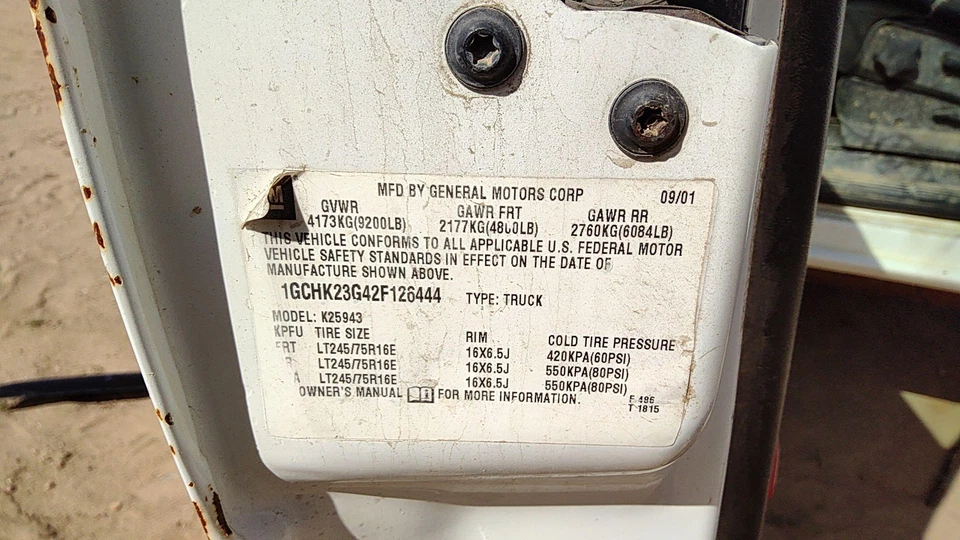 M
MFD BY GENERAL MOTORS CORP 09/01
GVWR GAWR FRT GAWR RR
4173KG(9200LB) 2177KG(4800LB) 2760KG(6084LB)
THIS VEHICLE CONFORMS TO ALL APPLICABLE U.S. FEDERAL MOTOR
VEHICLE SAFETY STANDARDS IN EFFECT ON THE DATE OF
MANUFACTURE SHOWN ABOVE.
1GCHK23G42F126444 TYPE: TRUCK
MODEL: K25943
KPFU TIRE SIZE RIM COLD TIRE PRESSURE
FRT LT245/75R16E 16X6.5J 420KPA(60PSI)
R LT245/75R16E 16X6.5J 550KPA(80PSI)
A LT245/75R16E 16X6.5J 550KPA(80PSI)
OWNER'S MANUAL FOR MORE INFORMATION.
T 1815